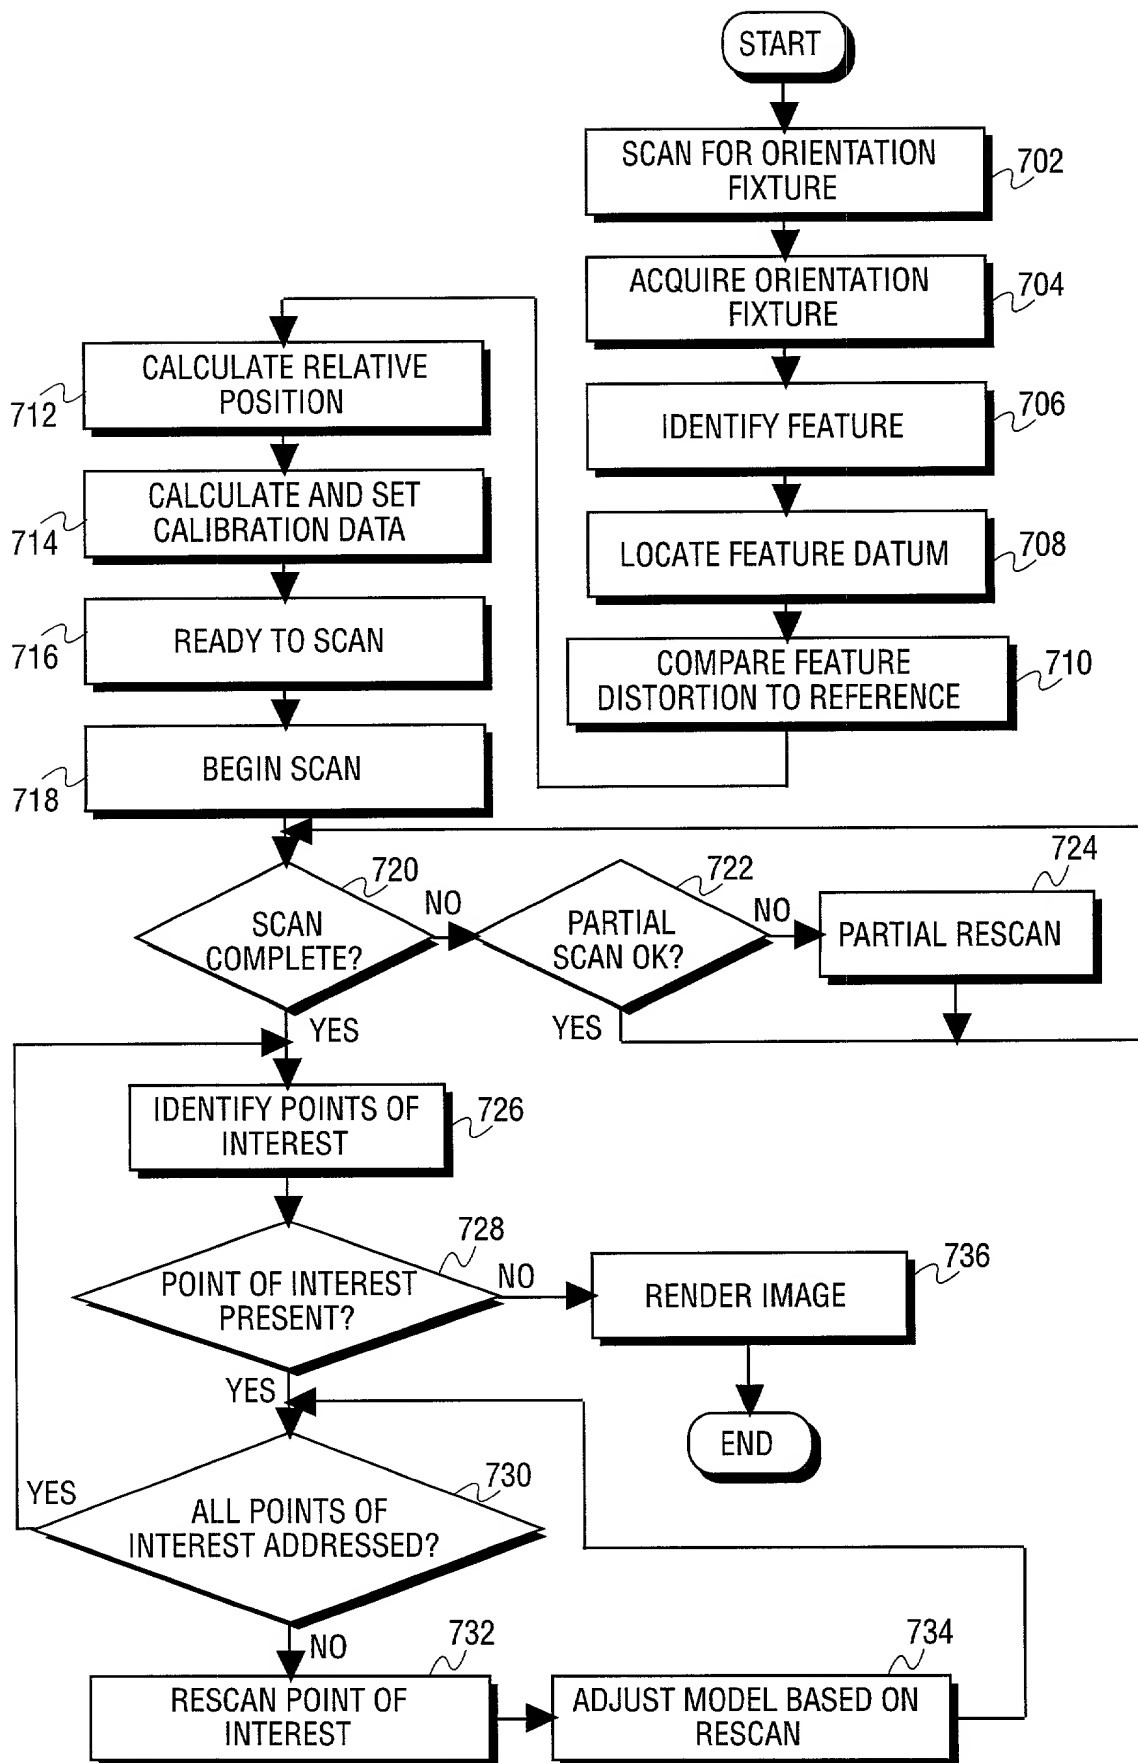 START
SCAN FOR ORIENTATION
FIXTURE
702
ACQUIRE ORIENTATION
FIXTURE
704
IDENTIFY FEATURE
706
LOCATE FEATURE DATUM
708
COMPARE FEATURE
DISTORTION TO REFERENCE
710
CALCULATE RELATIVE
POSITION
712
CALCULATE AND SET
CALIBRATION DATA
714
READY TO SCAN
716
BEGIN SCAN
718
SCAN
COMPLETE?
720
NO
YES
PARTIAL
SCAN OK?
722
NO
YES
PARTIAL RESCAN
724
IDENTIFY POINTS OF
INTEREST
726
POINT OF INTEREST
PRESENT?
728
NO
YES
RENDER IMAGE
736
END
ALL POINTS OF
INTEREST ADDRESSED?
730
YES
NO
RESCAN POINT OF
INTEREST
732
ADJUST MODEL BASED ON
RESCAN
734